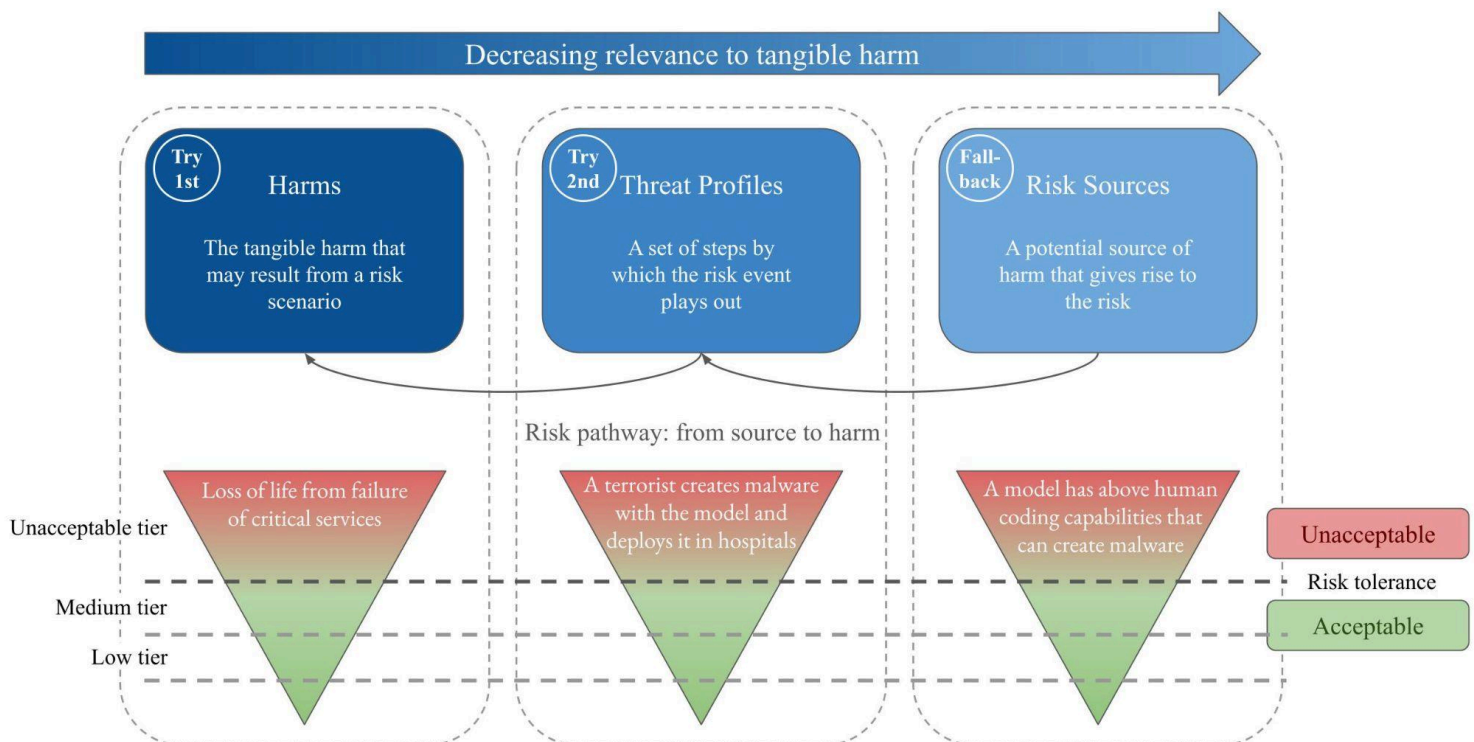 Decreasing relevance to tangible harm
Try
1st
Harms
The tangible harm that
may result from a risk
scenario
Try
2nd
Threat Profiles
A set of steps by
which the risk event
plays out
Fall-
back
Risk Sources
A potential source of
harm that gives rise to
the risk
Risk pathway: from source to harm
Loss of life from failure
of critical services
A terrorist creates malware
with the model and
deploys it in hospitals
A model has above human
coding capabilities that
can create malware
Unacceptable tier
Medium tier
Low tier
Unacceptable
Risk tolerance
Acceptable